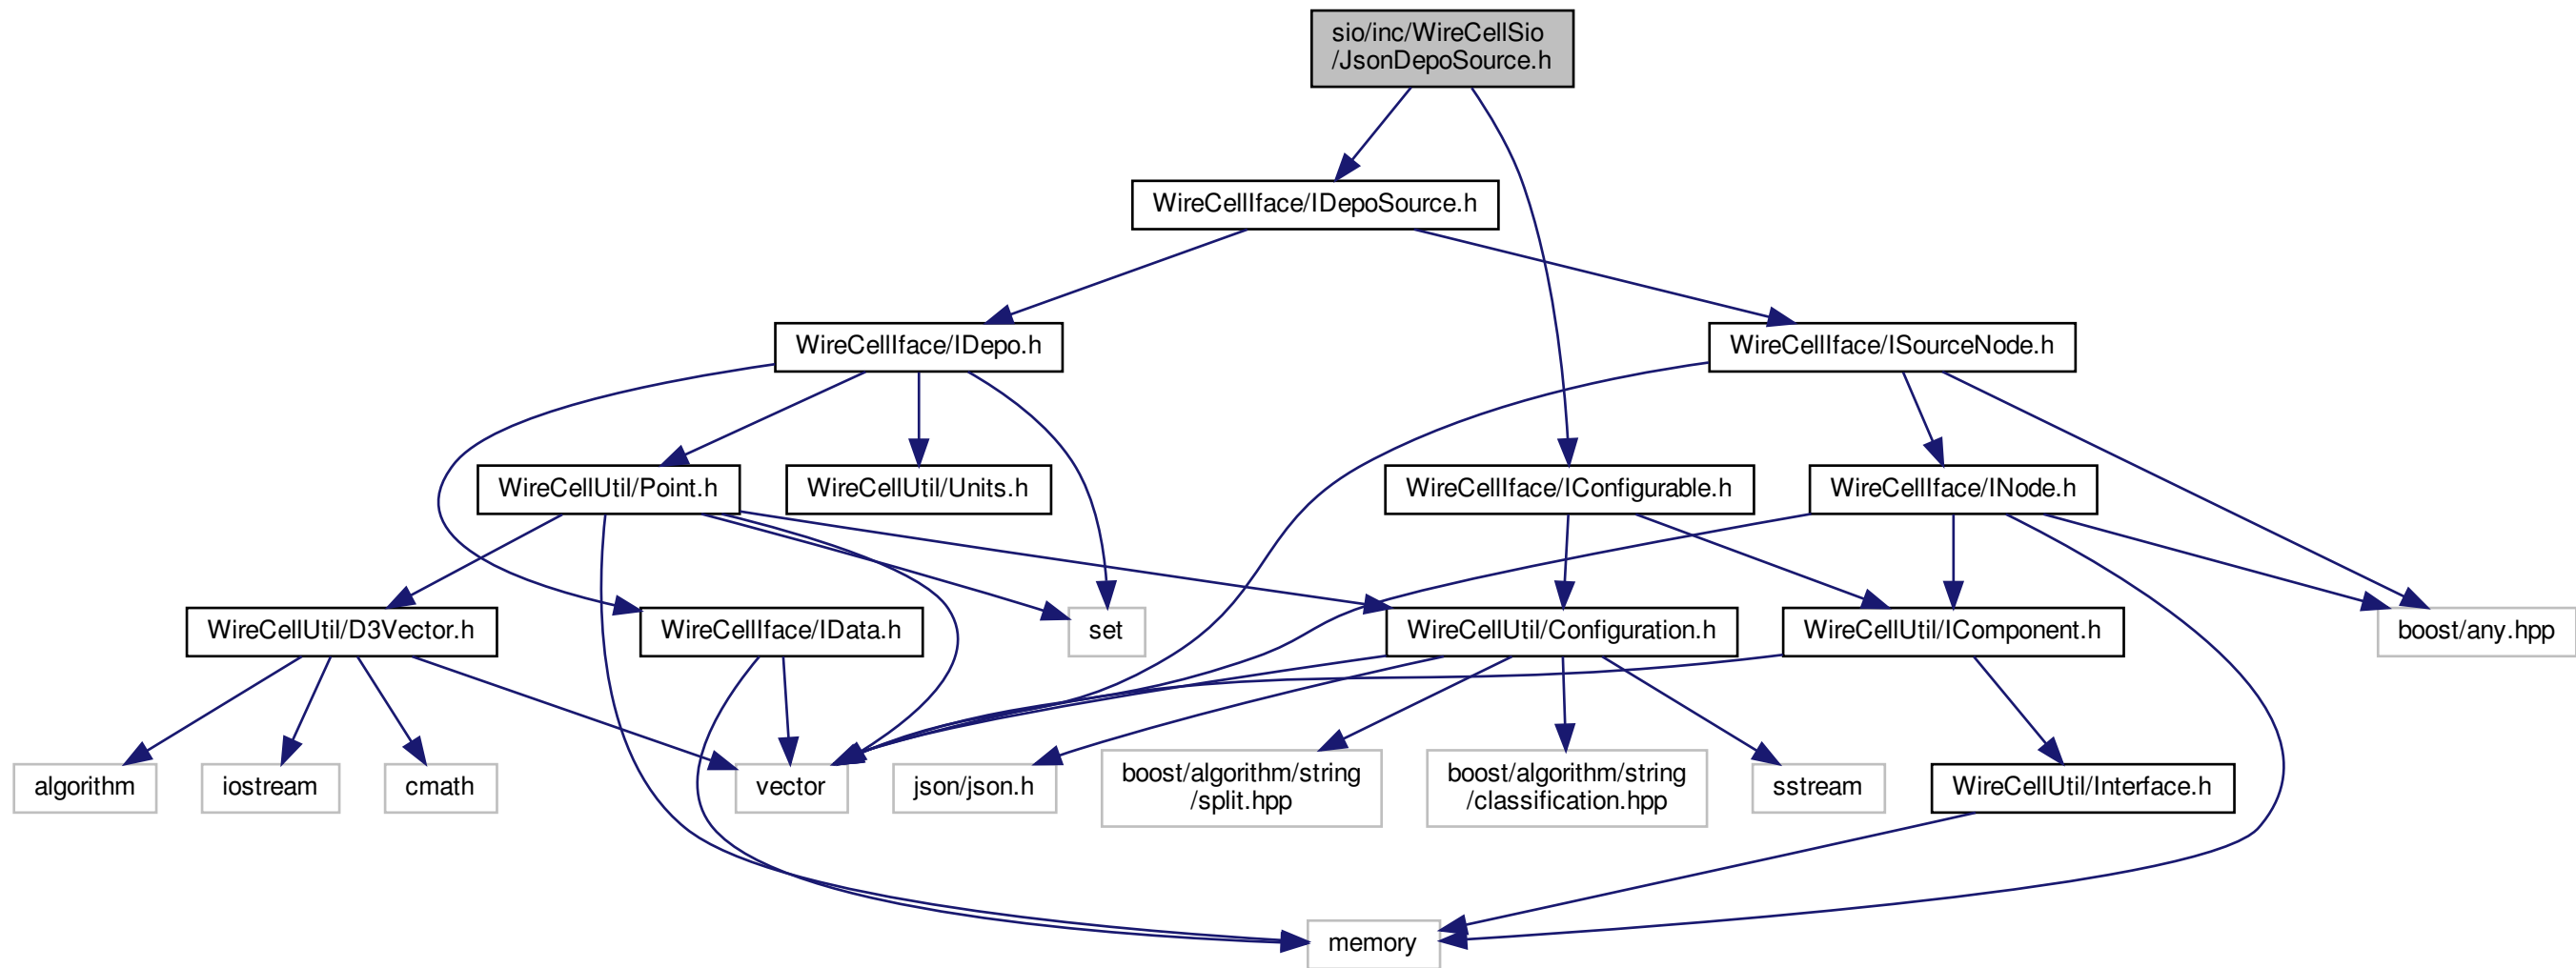 sio/inc/WireCellSio
/JsonDepoSource.h
WireCellIface/IDepoSource.h
WireCellIface/IDepo.h
WireCellIface/ISourceNode.h
WireCellUtil/Point.h
WireCellUtil/Units.h
WireCellIface/IConfigurable.h
WireCellIface/INode.h
WireCellUtil/D3Vector.h
WireCellIface/IData.h
set
WireCellUtil/Configuration.h
WireCellUtil/IComponent.h
boost/any.hpp
algorithm
iostream
cmath
vector
json/json.h
boost/algorithm/string
/split.hpp
boost/algorithm/string
/classification.hpp
sstream
WireCellUtil/Interface.h
memory